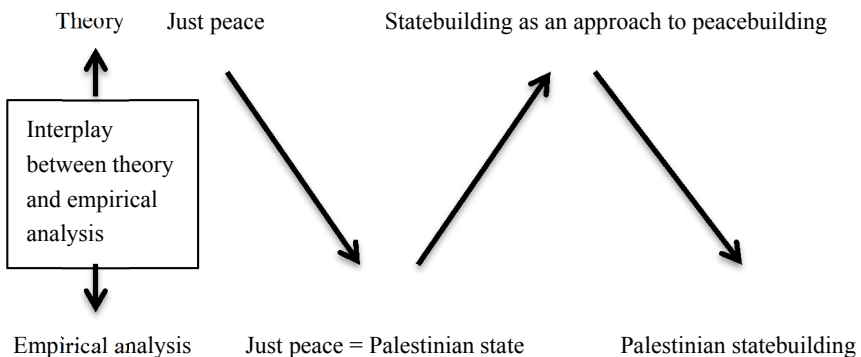 Theory Just peace Statebuilding as an approach to peacebuilding
Interplay
between theory
and empirical
analysis
Empirical analysis Just peace = Palestinian state Palestinian statebuilding